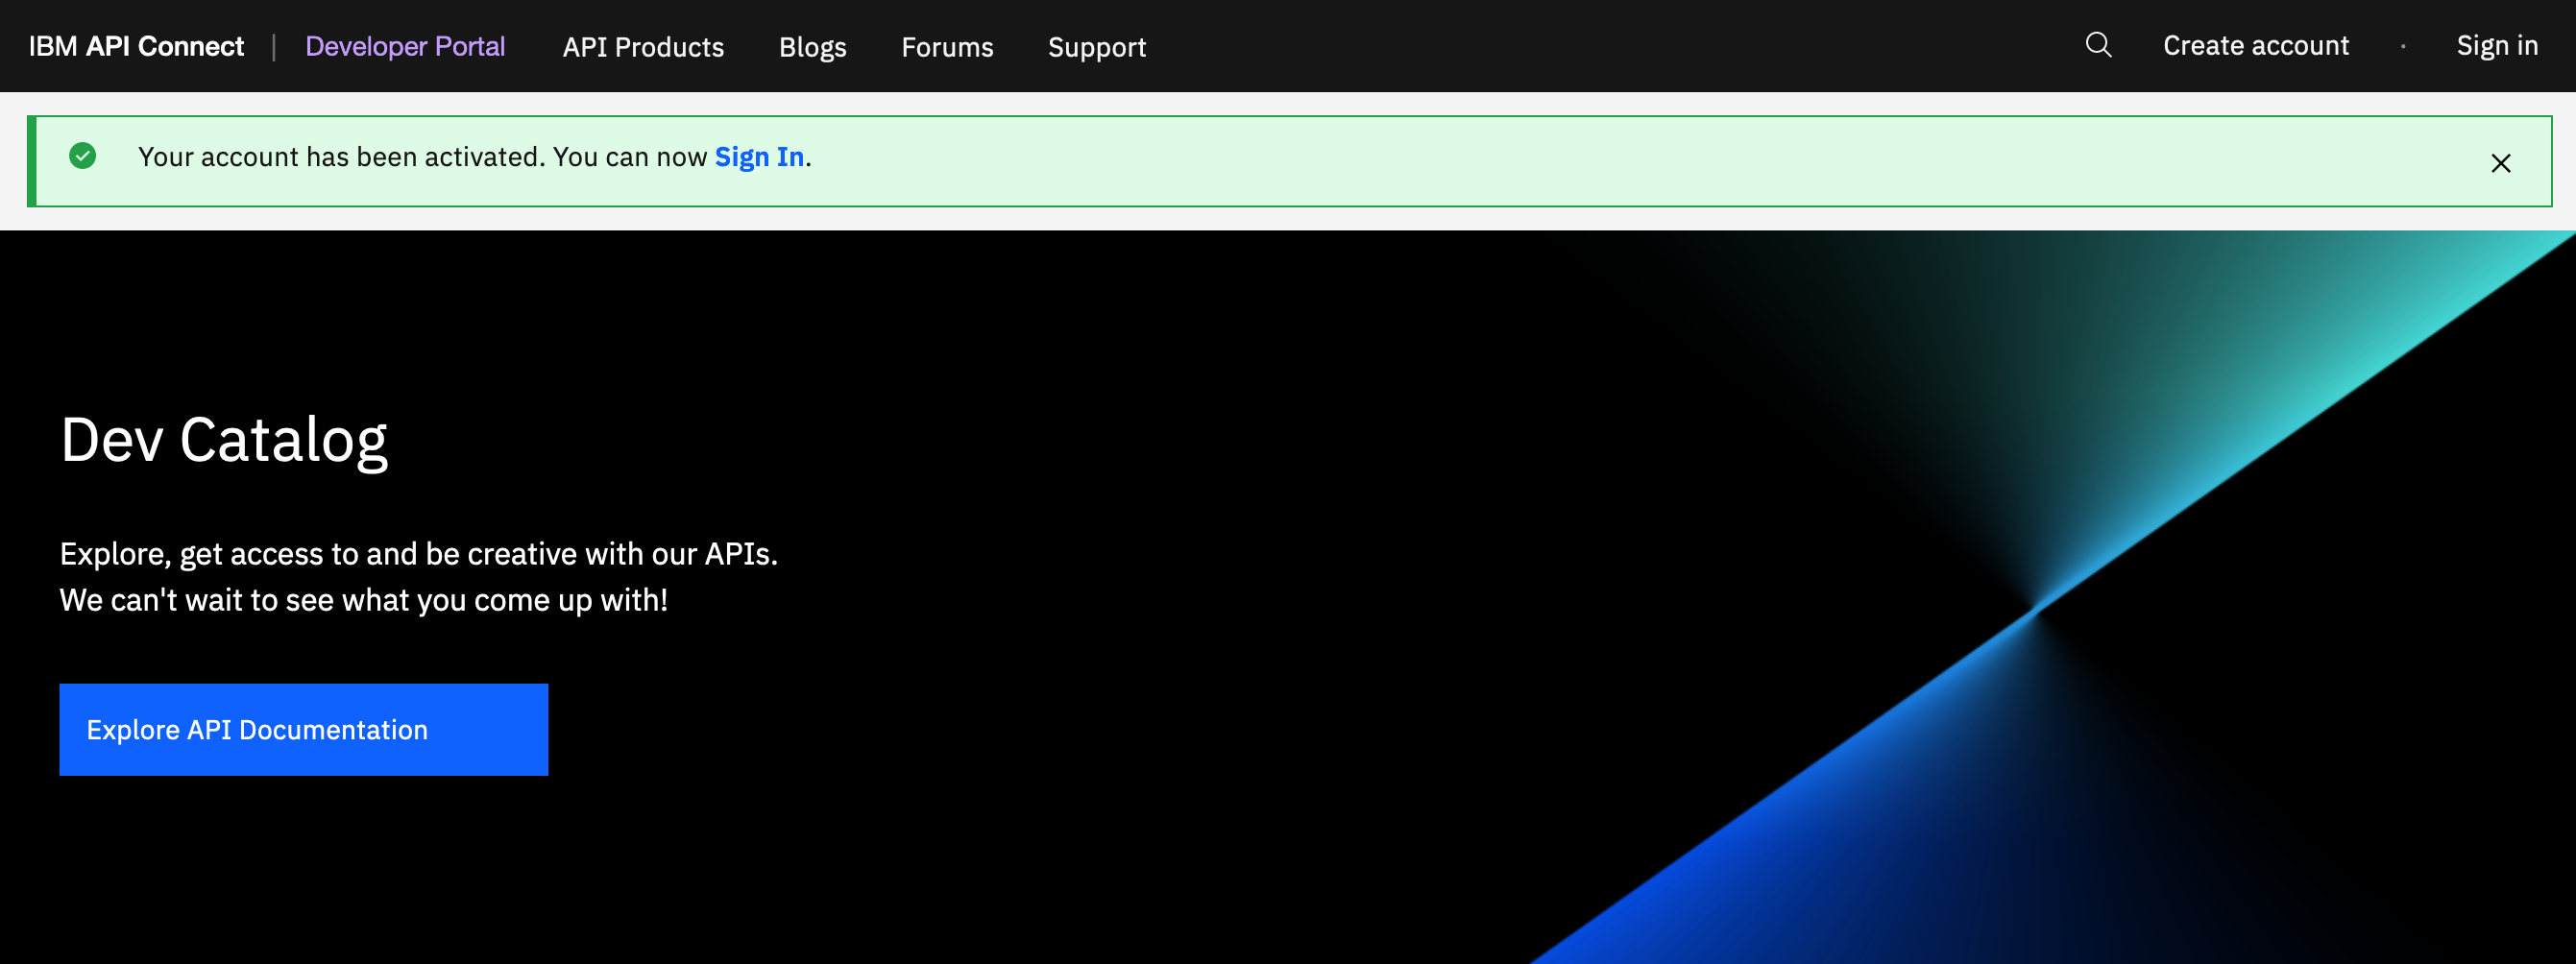 IBM API Connect | Developer Portal API Products Blogs Forums Support Create account · Sign in
Your account has been activated. You can now Sign In.
Dev Catalog
Explore, get access to and be creative with our APIs.
We can't wait to see what you come up with!
Explore API Documentation